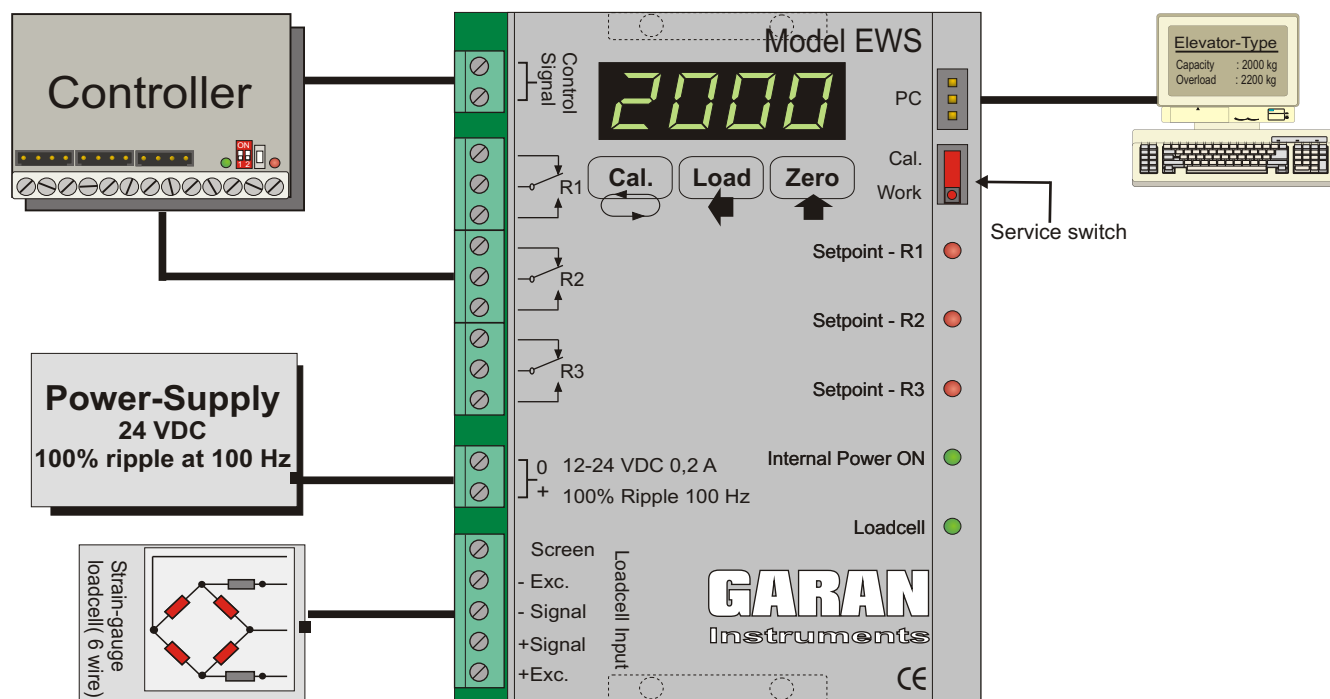 Controller
ON
1 2
Power-Supply
24 VDC
100% ripple at 100 Hz
Strain-gauge
loadcell( 6 wire)
Model EWS
Control
Signal
2000
PC
Cal.
Work
Cal.
Load
Zero
R1
R2
R3
Setpoint - R1
Setpoint - R2
Setpoint - R3
Internal Power ON
Loadcell
0 12-24 VDC 0,2 A
+ 100% Ripple 100 Hz
Screen
- Exc.
- Signal
+Signal
+Exc.
Loadcell Input
GARAN
Instruments
CE
Service switch
Elevator-Type
Capacity : 2000 kg
Overload : 2200 kg